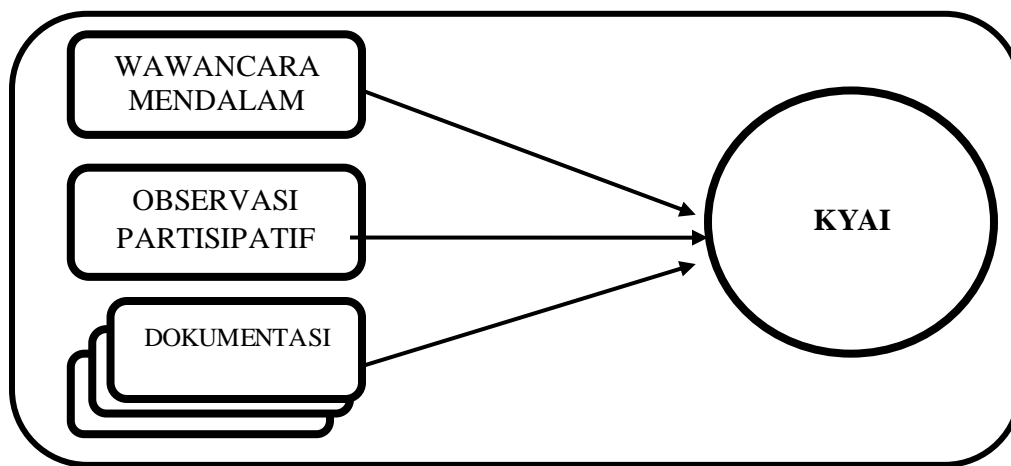 WAWANCARA
MENDALAM
OBSERVASI
PARTISIPATIF
DOKUMENTASI
KYAI